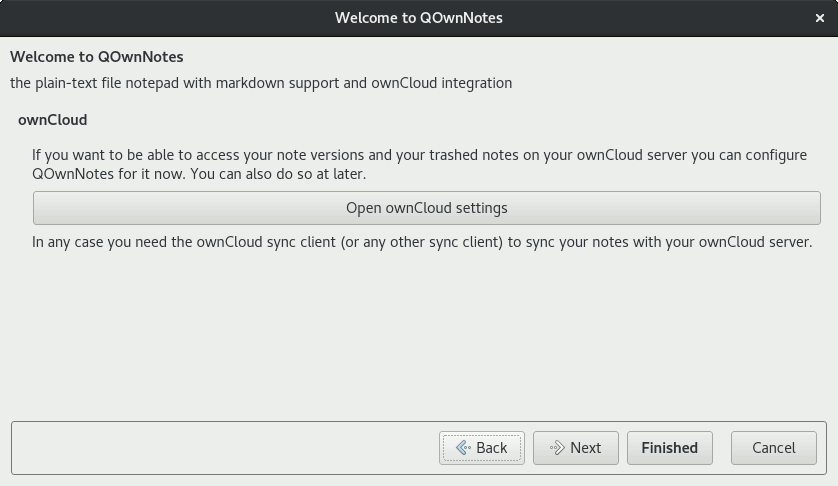 Welcome to QOwnNotes
Welcome to QOwnNotes
the plain-text file notepad with markdown support and ownCloud integration
ownCloud
If you want to be able to access your note versions and your trashed notes on your ownCloud server you can configure
QOwnNotes for it now. You can also do so at later.
Open ownCloud settings
In any case you need the ownCloud sync client (or any other sync client) to sync your notes with your ownCloud server.
Back Next Finished Cancel